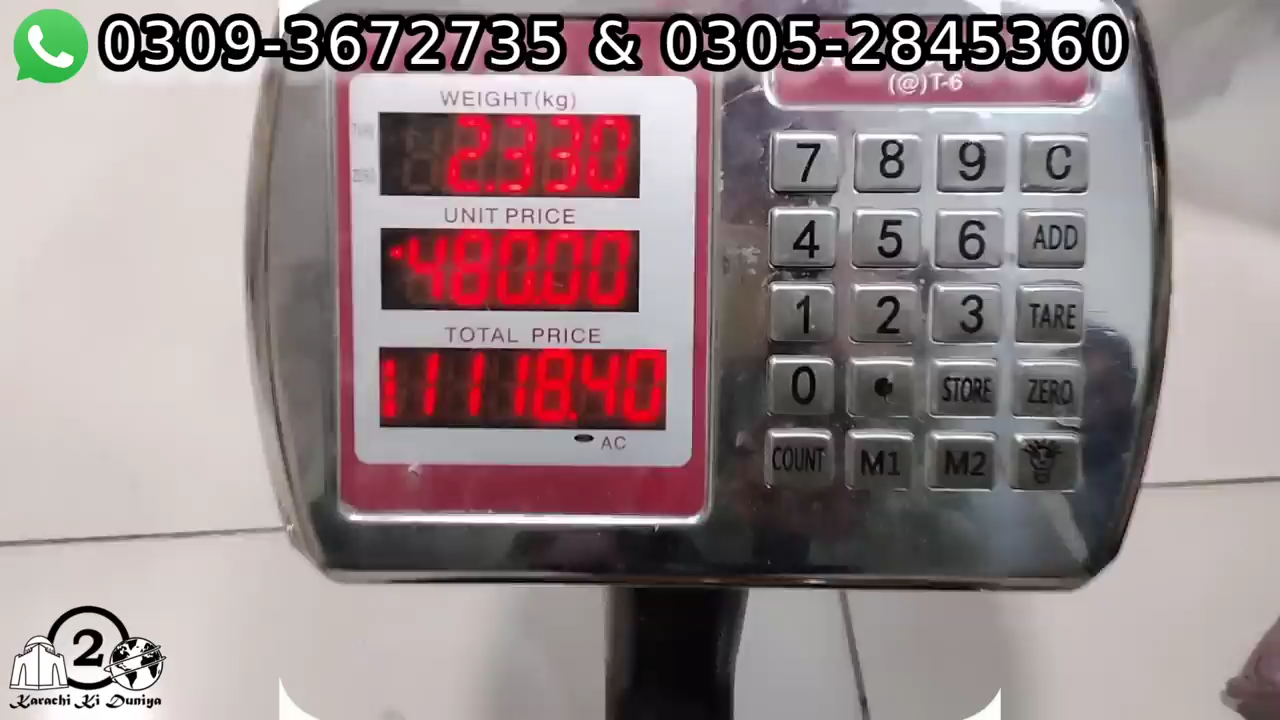 0309-3672735 & 0305-2845360
(@)T-6
WEIGHT(kg)
ZERO
2.330
UNIT PRICE
480.00
TOTAL PRICE
1118.40
AC
7 8 9 C
4 5 6 ADD
1 2 3 TARE
0 • STORE ZERO
COUNT M1 M2
2
Karachi Ki Duniya